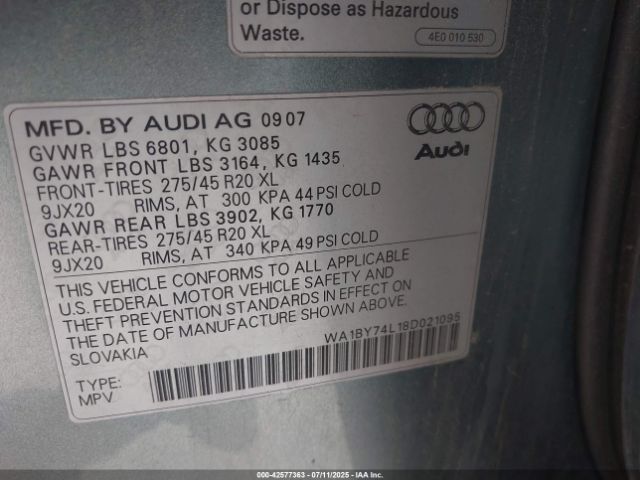 or Dispose as Hazardous
Waste.
4E0 010 530
MFD. BY AUDI AG 09 07
GVWR LBS 6801, KG 3085
GAWR FRONT LBS 3164, KG 1435
FRONT-TIRES 275/45 R20 XL
9JX20 RIMS, AT 300 KPA 44 PSI COLD
GAWR REAR LBS 3902, KG 1770
REAR-TIRES 275/45 R20 XL
9JX20 RIMS, AT 340 KPA 49 PSI COLD
Audi
THIS VEHICLE CONFORMS TO ALL APPLICABLE
U.S. FEDERAL MOTOR VEHICLE SAFETY AND
THEFT PREVENTION STANDARDS IN EFFECT ON
THE DATE OF MANUFACTURE SHOWN ABOVE.
SLOVAKIA
WA1BY74L18D021095
TYPE:
MPV
000-42577363 - 07/11/2025 - IAA Inc.